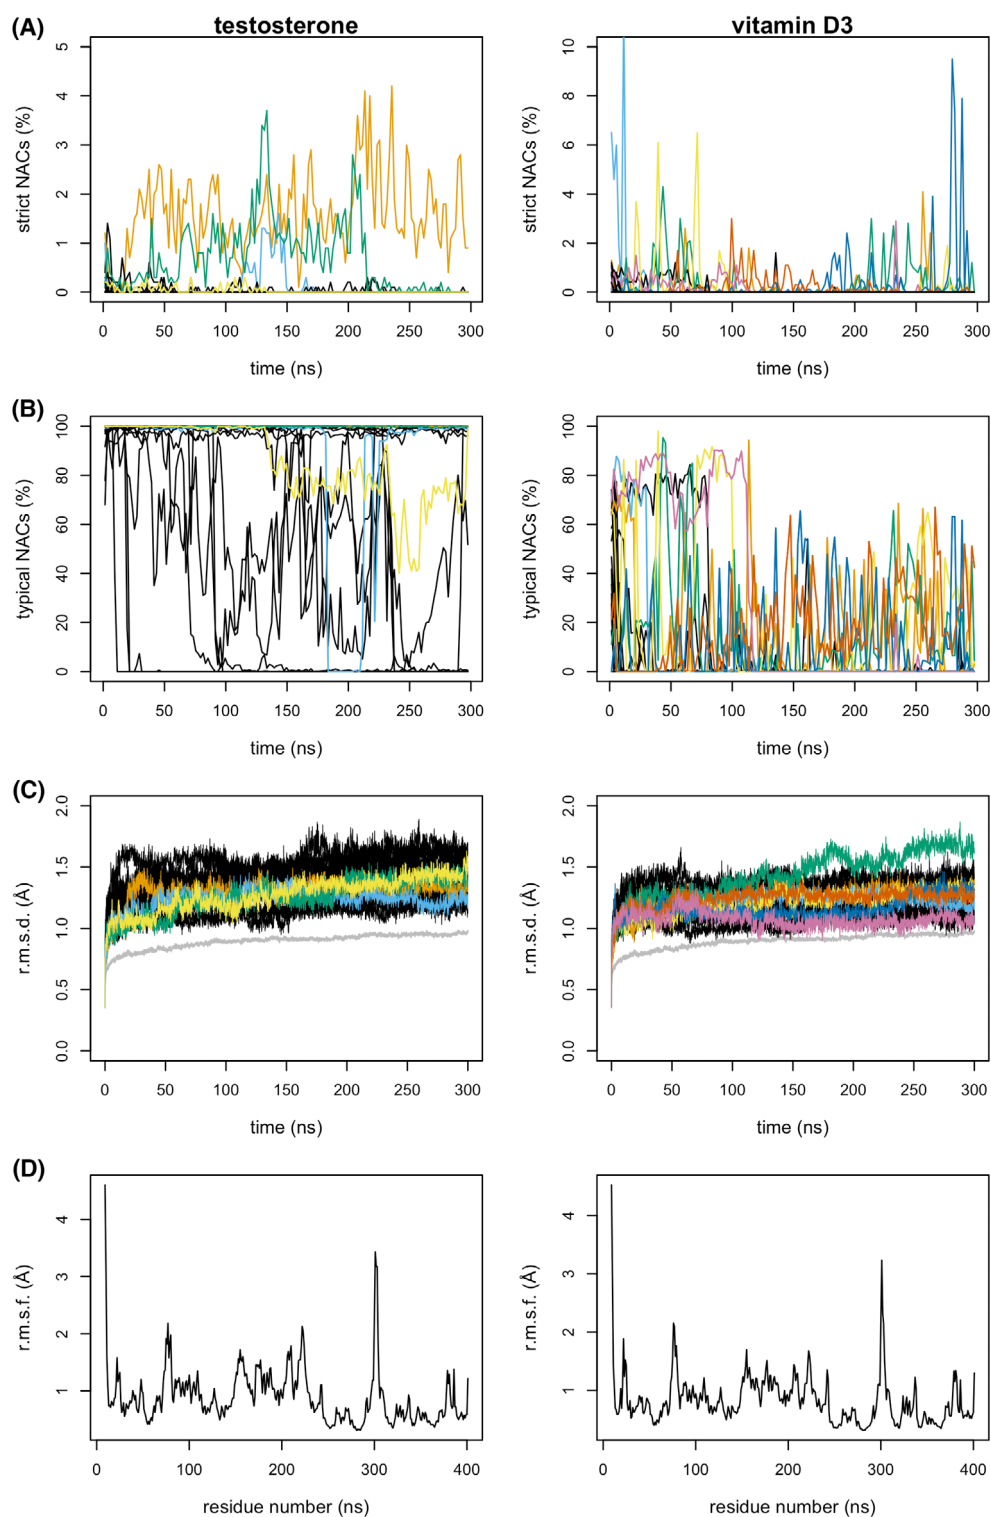 (A)
testosterone
vitamin D3
strict NACs (%)
0 1 2 3 4 5
0 50 100 150 200 250 300
time (ns)
strict NACs (%)
0 2 4 6 8 10
0 50 100 150 200 250 300
time (ns)
(B)
typical NACs (%)
0 20 40 60 80 100
0 50 100 150 200 250 300
time (ns)
typical NACs (%)
0 20 40 60 80 100
0 50 100 150 200 250 300
time (ns)
(C)
r.m.s.d. (Å)
0.0 0.5 1.0 1.5 2.0
0 50 100 150 200 250 300
time (ns)
r.m.s.d. (Å)
0.0 0.5 1.0 1.5 2.0
0 50 100 150 200 250 300
time (ns)
(D)
r.m.s.f. (Å)
1 2 3 4
0 100 200 300 400
residue number (ns)
r.m.s.f. (Å)
1 2 3 4
0 100 200 300 400
residue number (ns)